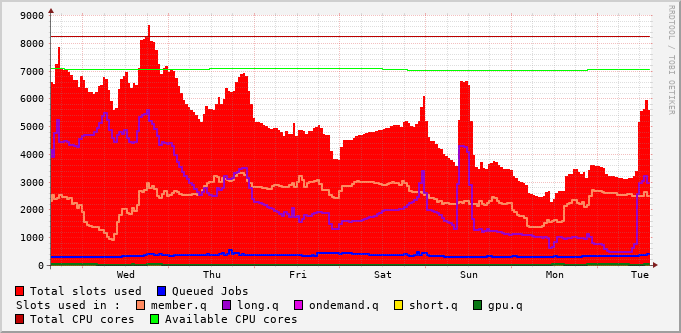 9000
8000
7000
6000
5000
4000
3000
2000
1000
0
Wed Thu Fri Sat Sun Mon Tue
RRDTOOL / TOBI OETIKER
Total slots used Queued Jobs
Slots used in : member.q long.q ondemand.q short.q gpu.q
Total CPU cores Available CPU cores